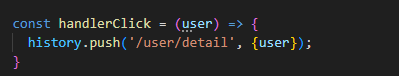 const handlerClick = (user) => {
  history.push('/user/detail', {user});
}